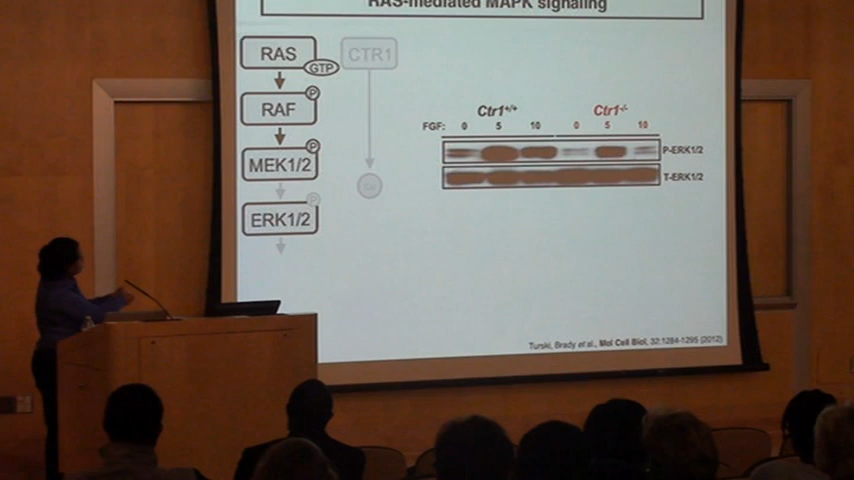 RAS-mediated MAPK signaling
RAS
GTP
CTR1
RAF
P
MEK1/2
P
ERK1/2
P
Cu
Ctr1+/+ Ctr1-/-
FGF: 0 5 10 0 5 10
P-ERK1/2
T-ERK1/2
Turski, Brady et al., Mol Cell Biol, 32:1284-1295 (2012)